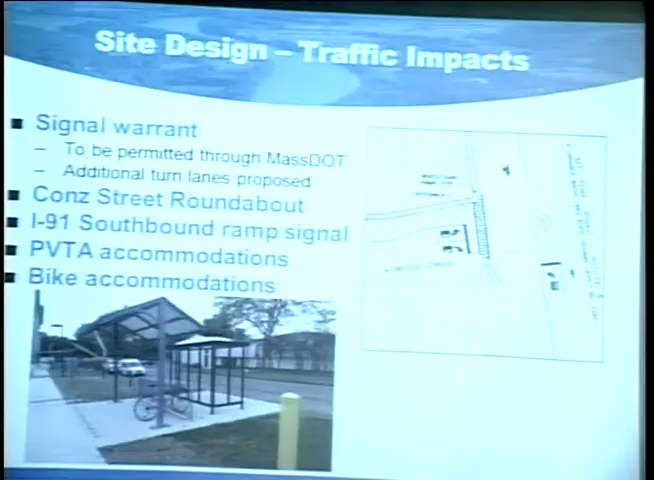 Site Design – Traffic Impacts
■ Signal warrant
– To be permitted through MassDOT
– Additional turn lanes proposed
■ Conz Street Roundabout
■ I-91 Southbound ramp signal
■ PVTA accommodations
■ Bike accommodations